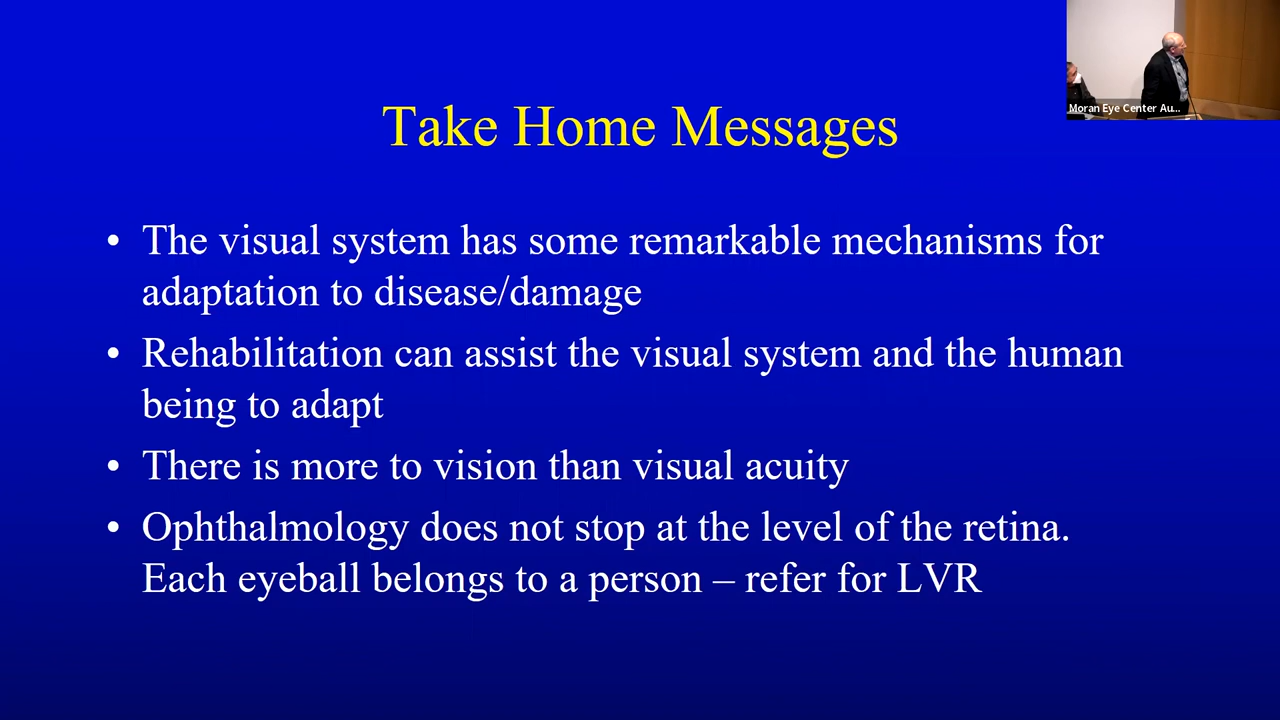 Moran Eye Center Au...
Take Home Messages
• The visual system has some remarkable mechanisms for
adaptation to disease/damage
• Rehabilitation can assist the visual system and the human
being to adapt
• There is more to vision than visual acuity
• Ophthalmology does not stop at the level of the retina.
Each eyeball belongs to a person – refer for LVR